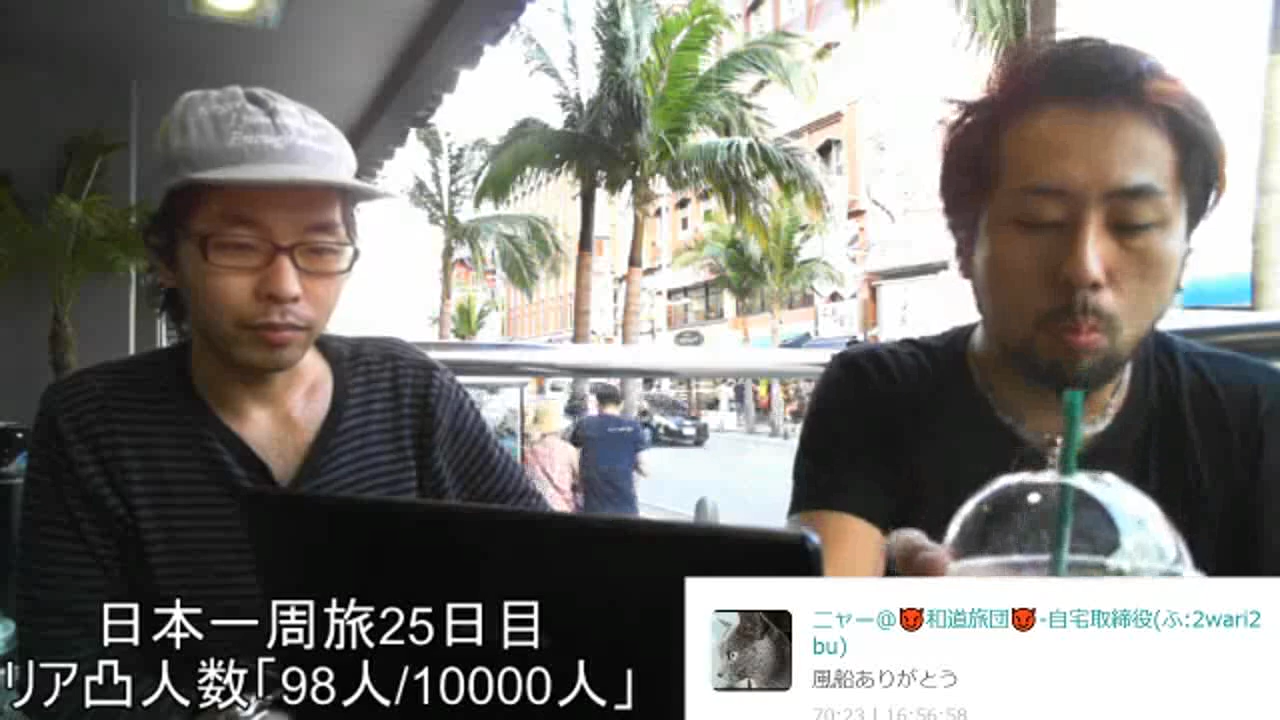 日本一周旅25日目
リア凸人数「98人/10000人」
ニャー@👿和道旅団👿-自宅取締役(ふ:2wari2
bu)
風船ありがとう
70:23 | 16:56:58